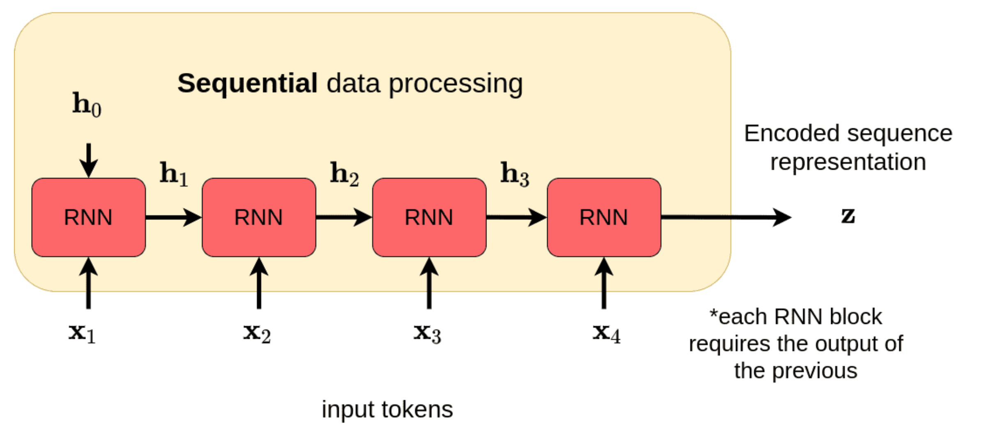 Sequential data processing
h₀
h₁
h₂
h₃
RNN
RNN
RNN
RNN
Encoded sequence
representation
z
x₁
x₂
x₃
x₄
*each RNN block
requires the output of
the previous
input tokens